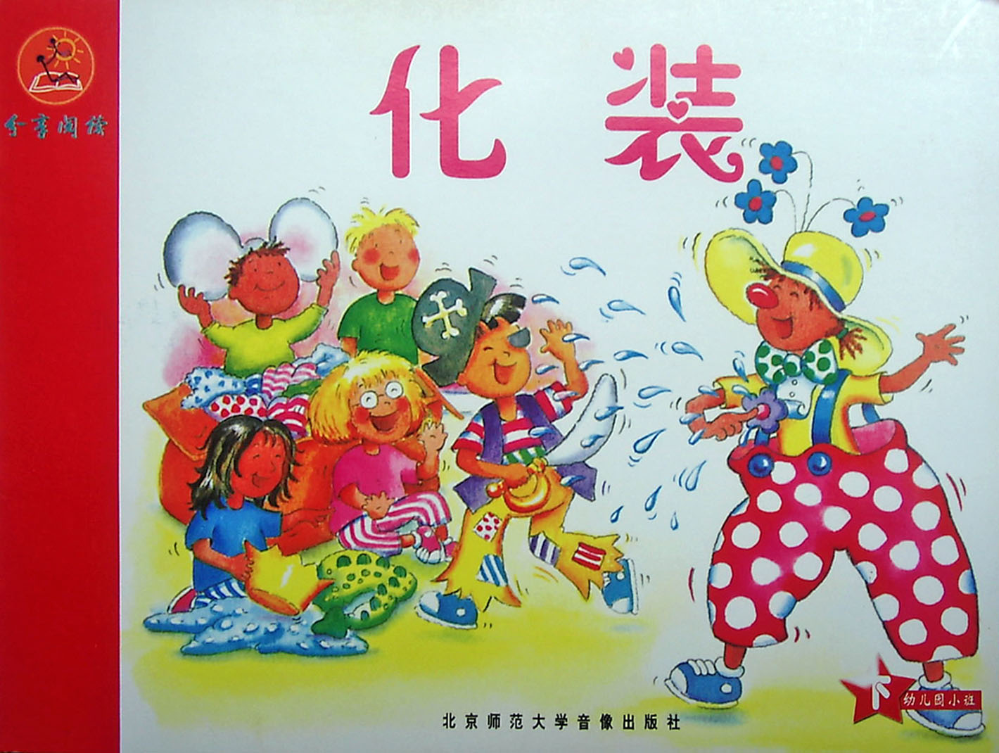 分享阅读
化装
下
幼儿园小班
北京师范大学音像出版社